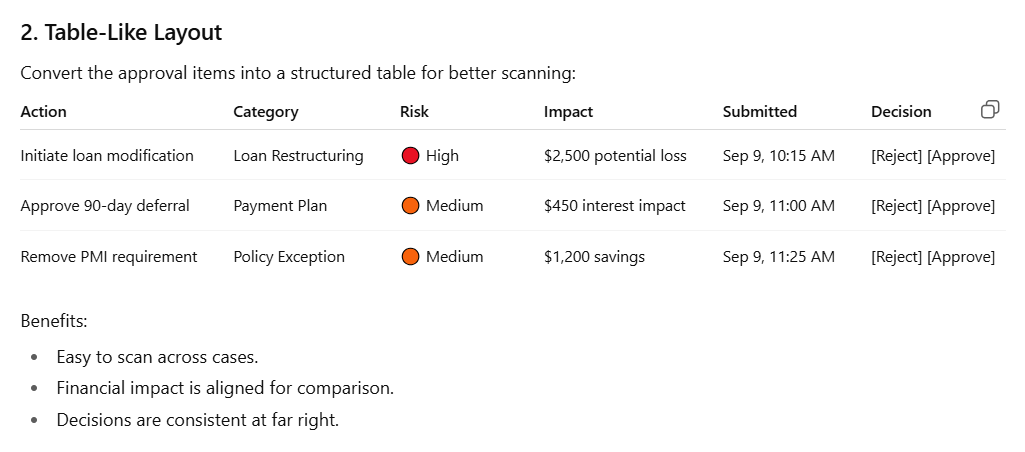 2. Table-Like Layout
Convert the approval items into a structured table for better scanning:
Action Category Risk Impact Submitted Decision
Initiate loan modification Loan Restructuring High $2,500 potential loss Sep 9, 10:15 AM [Reject] [Approve]
Approve 90-day deferral Payment Plan Medium $450 interest impact Sep 9, 11:00 AM [Reject] [Approve]
Remove PMI requirement Policy Exception Medium $1,200 savings Sep 9, 11:25 AM [Reject] [Approve]
Benefits:
• Easy to scan across cases.
• Financial impact is aligned for comparison.
• Decisions are consistent at far right.